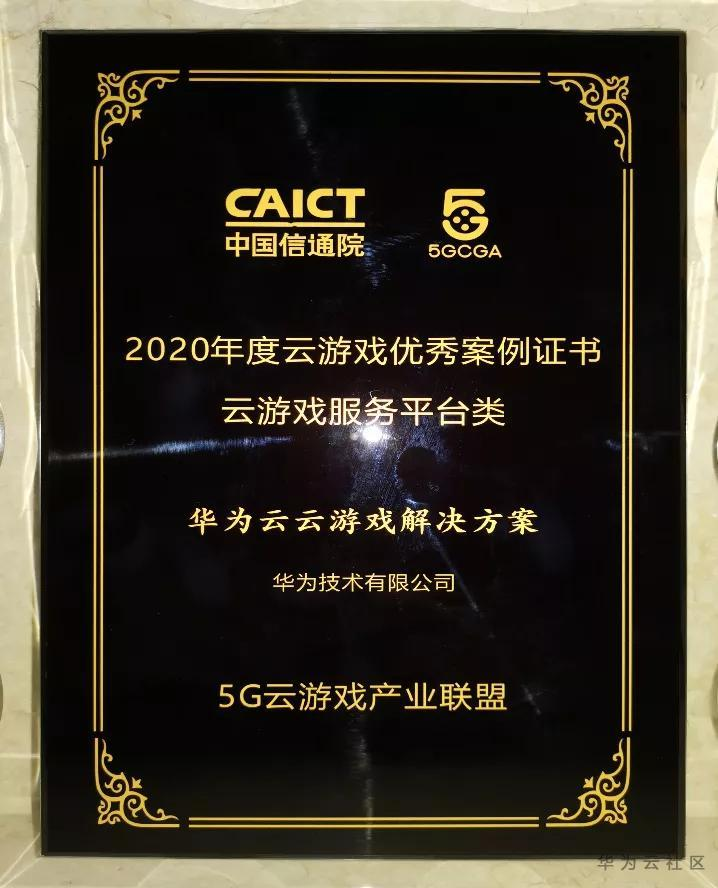 CAICT
中国信通院
5G
5GCGA
2020年度云游戏优秀案例证书
云游戏服务平台类
华为云云游戏解决方案
华为技术有限公司
5G云游戏产业联盟
华为云社区